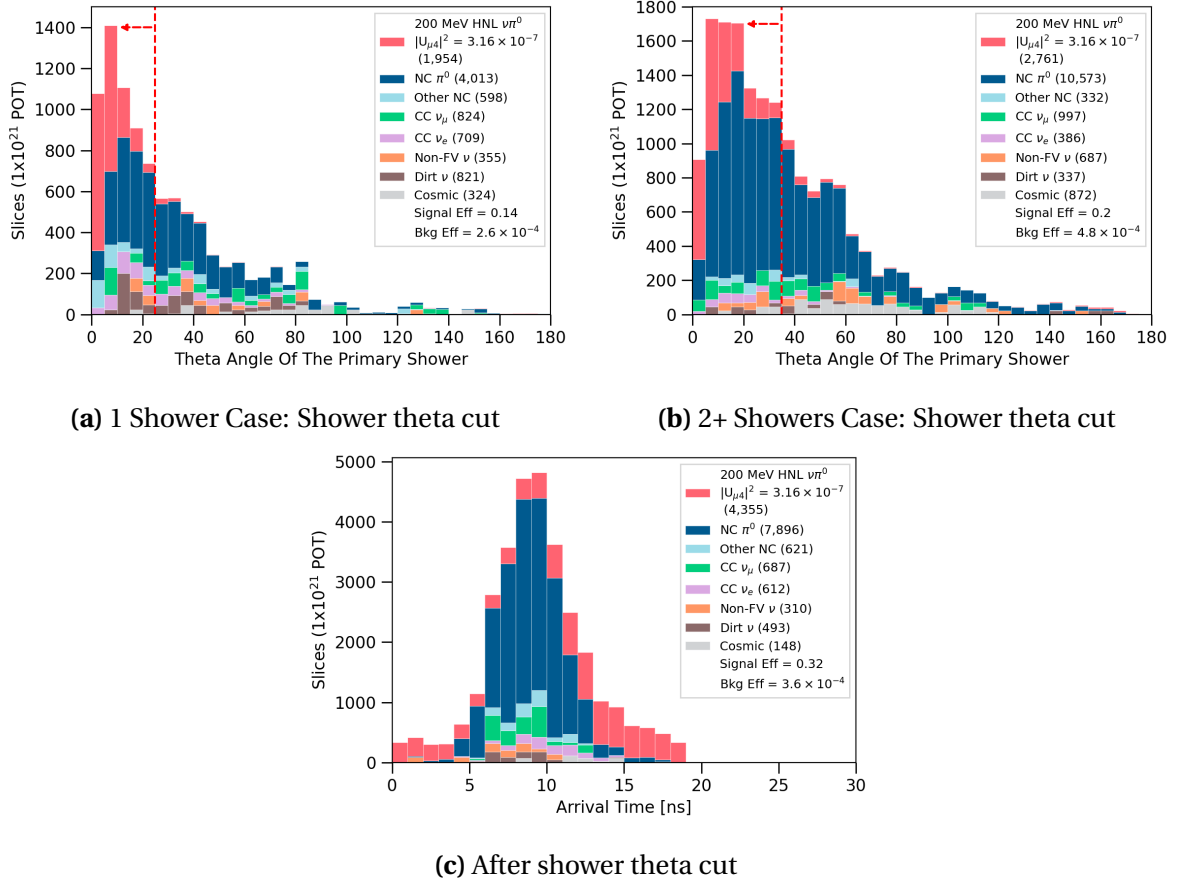 200 MeV HNL νπ⁰
|U_μ4|² = 3.16 × 10⁻⁷
(1,954)
NC π⁰ (4,013)
Other NC (598)
CC ν_μ (824)
CC ν_e (709)
Non-FV ν (355)
Dirt ν (821)
Cosmic (324)
Signal Eff = 0.14
Bkg Eff = 2.6 × 10⁻⁴
Slices (1x10²¹ POT)
1400
1200
1000
800
600
400
200
0
0 20 40 60 80 100 120 140 160 180
Theta Angle Of The Primary Shower
(a) 1 Shower Case: Shower theta cut
200 MeV HNL νπ⁰
|U_μ4|² = 3.16 × 10⁻⁷
(2,761)
NC π⁰ (10,573)
Other NC (332)
CC ν_μ (997)
CC ν_e (386)
Non-FV ν (687)
Dirt ν (337)
Cosmic (872)
Signal Eff = 0.2
Bkg Eff = 4.8 × 10⁻⁴
Slices (1x10²¹ POT)
1800
1600
1400
1200
1000
800
600
400
200
0
0 20 40 60 80 100 120 140 160 180
Theta Angle Of The Primary Shower
(b) 2+ Showers Case: Shower theta cut
200 MeV HNL νπ⁰
|U_μ4|² = 3.16 × 10⁻⁷
(4,355)
NC π⁰ (7,896)
Other NC (621)
CC ν_μ (687)
CC ν_e (612)
Non-FV ν (310)
Dirt ν (493)
Cosmic (148)
Signal Eff = 0.32
Bkg Eff = 3.6 × 10⁻⁴
Slices (1x10²¹ POT)
5000
4000
3000
2000
1000
0
0 5 10 15 20 25 30
Arrival Time [ns]
(c) After shower theta cut